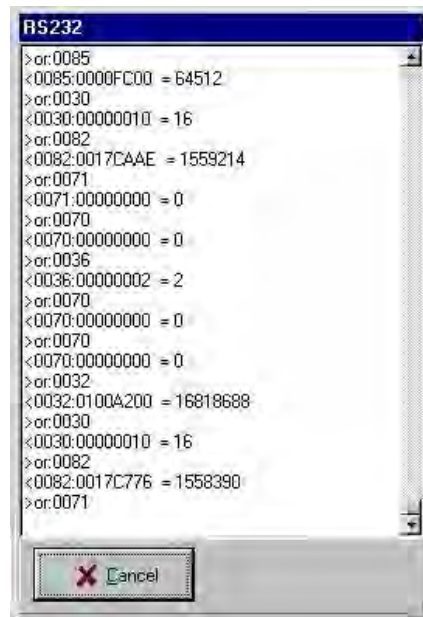 RS232
>or:0085
<0085:0000FC00 = 64512
>or:0030
<0030:00000010 = 16
>or:0082
<0082:0017CAAE = 1559214
>or:0071
<0071:00000000 = 0
>or:0070
<0070:00000000 = 0
>or:0036
<0036:00000002 = 2
>or:0070
<0070:00000000 = 0
>or:0070
<0070:00000000 = 0
>or:0032
<0032:0100A200 = 16818688
>or:0030
<0030:00000010 = 16
>or:0082
<0082:0017C776 = 1558390
>or:0071
Cancel